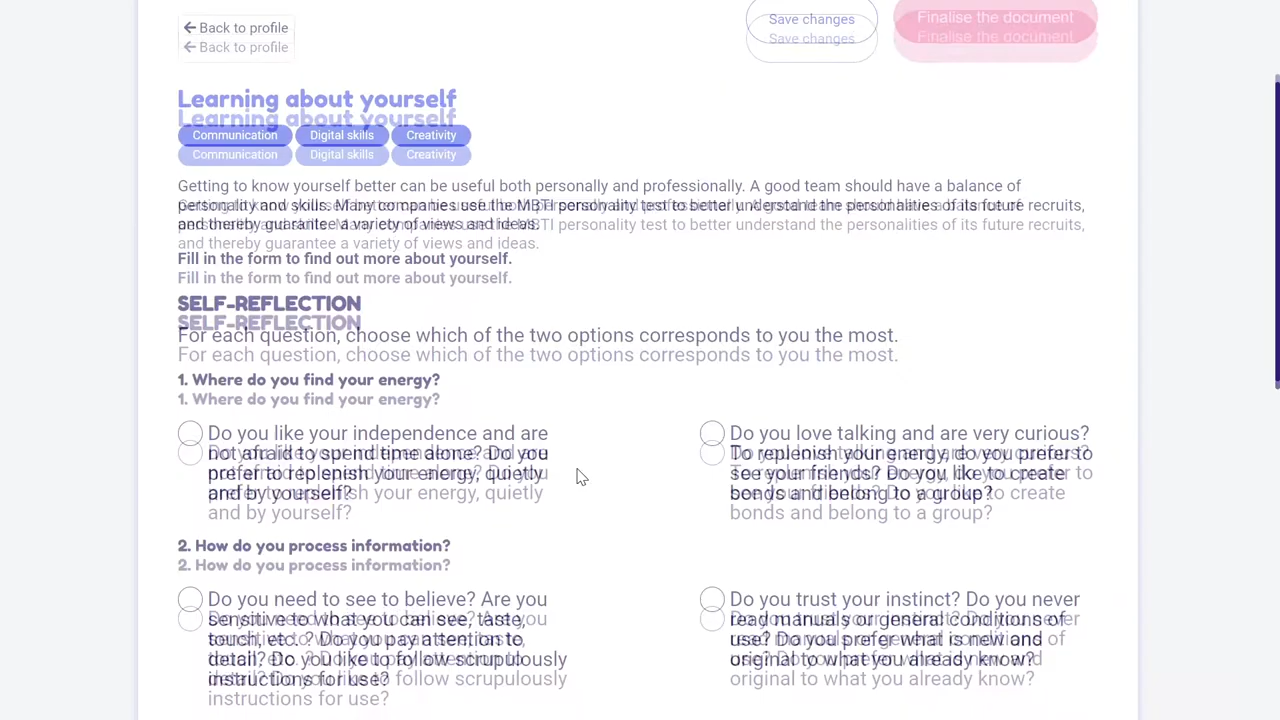 ← Back to profile
Save changes
Finalise the document
Learning about yourself
Communication Digital skills Creativity
Getting to know yourself better can be useful both personally and professionally. A good team should have a balance of
personality and skills. Many companies use the MBTI personality test to better understand the personalities of its future recruits,
and thereby guarantee a variety of views and ideas.
Fill in the form to find out more about yourself.
SELF-REFLECTION
For each question, choose which of the two options corresponds to you the most.
1. Where do you find your energy?
Do you like your independence and are
not afraid to spend time alone? Do you
prefer to replenish your energy, quietly
and by yourself?
Do you love talking and are very curious?
To replenish your energy, do you prefer to
see your friends? Do you like to create
bonds and belong to a group?
2. How do you process information?
Do you need to see to believe? Are you
sensitive to what you can see, taste,
touch, etc. ? Do you pay attention to
detail? Do you like to follow scrupulously
instructions for use?
Do you trust your instinct? Do you never
read manuals or general conditions of
use? Do you prefer what is new and
original to what you already know?